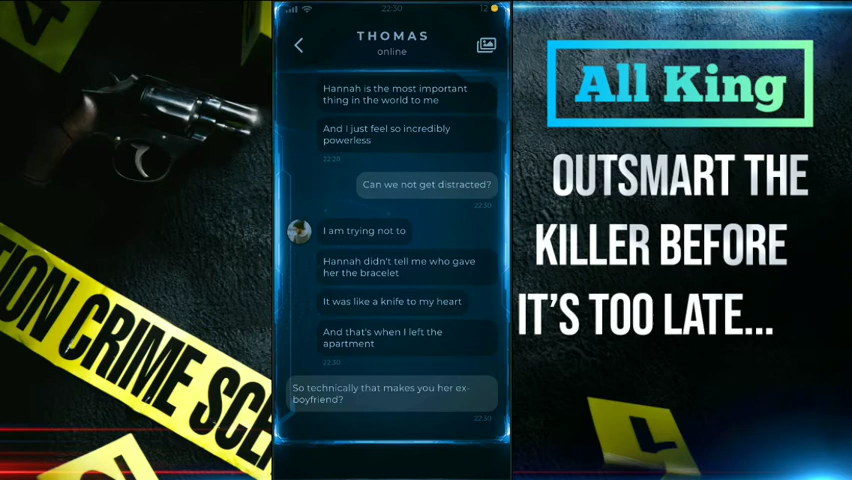 22:30
12
THOMAS
online
Hannah is the most important
thing in the world to me
And I just feel so incredibly
powerless
22:28
Can we not get distracted?
22:30
I am trying not to
Hannah didn't tell me who gave
her the bracelet
It was like a knife to my heart
And that's when I left the
apartment
22:30
So technically that makes you her ex-
boyfriend?
22:30
All King
OUTSMART THE
KILLER BEFORE
IT'S TOO LATE...
4
ION CRIME SCE